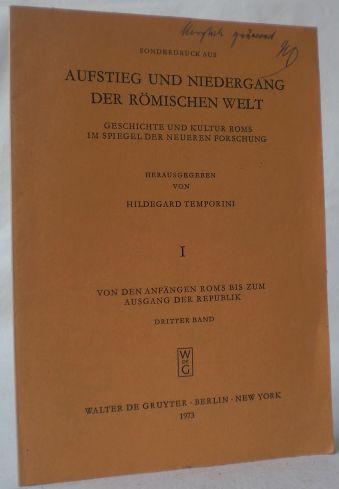 Herzlich grüssend
SONDERDRUCK AUS
AUFSTIEG UND NIEDERGANG
DER RÖMISCHEN WELT
GESCHICHTE UND KULTUR ROMS
IM SPIEGEL DER NEUEREN FORSCHUNG
HERAUSGEGEBEN
VON
HILDEGARD TEMPORINI
I
VON DEN ANFÄNGEN ROMS BIS ZUM
AUSGANG DER REPUBLIK
DRITTER BAND
W
DE
G
WALTER DE GRUYTER · BERLIN · NEW YORK
1973